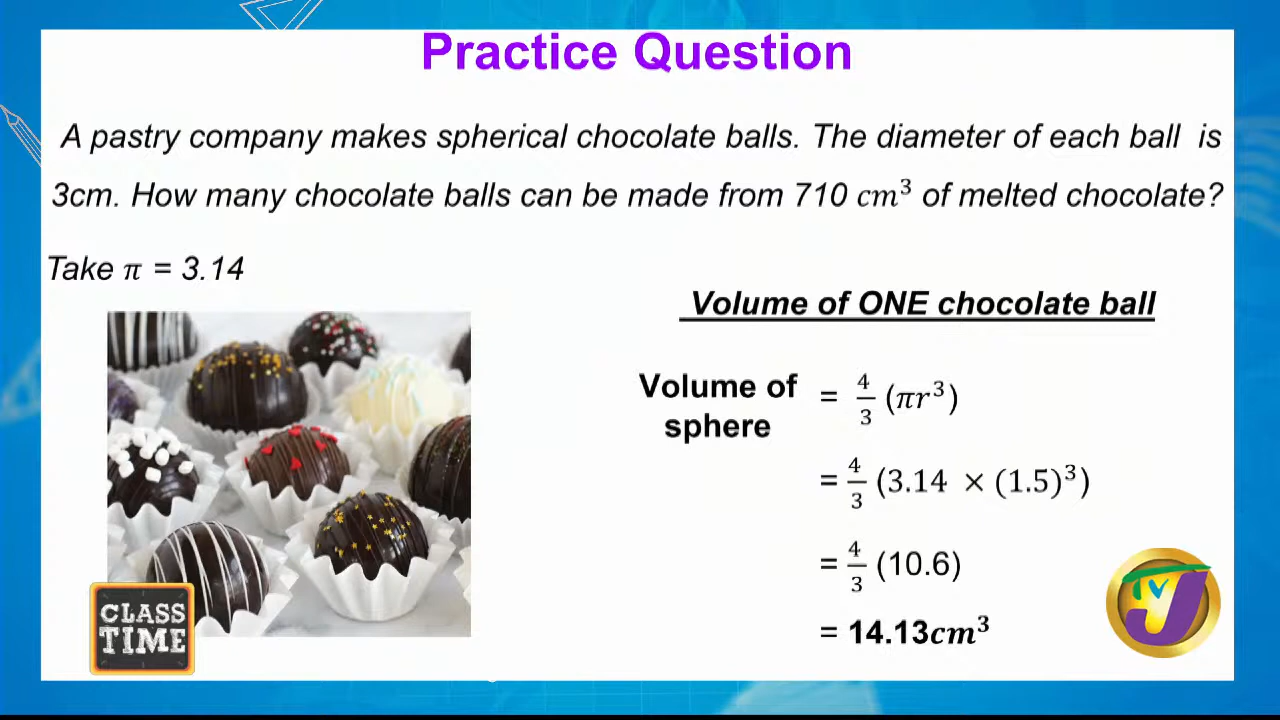 Practice Question
A pastry company makes spherical chocolate balls. The diameter of each ball is
3cm. How many chocolate balls can be made from 710 cm³ of melted chocolate?
Take π = 3.14
Volume of ONE chocolate ball
Volume of sphere = 4/3 (πr³)
= 4/3 (3.14 × (1.5)³)
= 4/3 (10.6)
= 14.13cm³
CLASS
TIME
TVJ